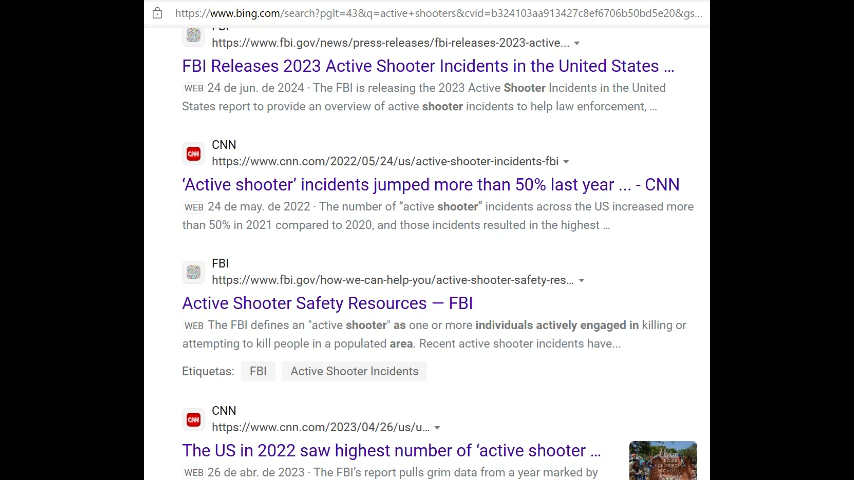 https://www.bing.com/search?pglt=43&q=active+shooters&cvid=b324103aa913427c8ef6706b50bd5e20&gs...
FBI
https://www.fbi.gov/news/press-releases/fbi-releases-2023-active...
FBI Releases 2023 Active Shooter Incidents in the United States ...
WEB 24 de jun. de 2024 · The FBI is releasing the 2023 Active Shooter Incidents in the United
States report to provide an overview of active shooter incidents to help law enforcement, ...
CNN
https://www.cnn.com/2022/05/24/us/active-shooter-incidents-fbi
‘Active shooter’ incidents jumped more than 50% last year ... - CNN
WEB 24 de may. de 2022 · The number of “active shooter” incidents across the US increased more
than 50% in 2021 compared to 2020, and those incidents resulted in the highest ...
FBI
https://www.fbi.gov/how-we-can-help-you/active-shooter-safety-res...
Active Shooter Safety Resources — FBI
WEB The FBI defines an "active shooter" as one or more individuals actively engaged in killing or
attempting to kill people in a populated area. Recent active shooter incidents have...
Etiquetas: FBI Active Shooter Incidents
CNN
https://www.cnn.com/2023/04/26/us/u...
The US in 2022 saw highest number of ‘active shooter ...
WEB 26 de abr. de 2023 · The FBI’s report pulls grim data from a year marked by